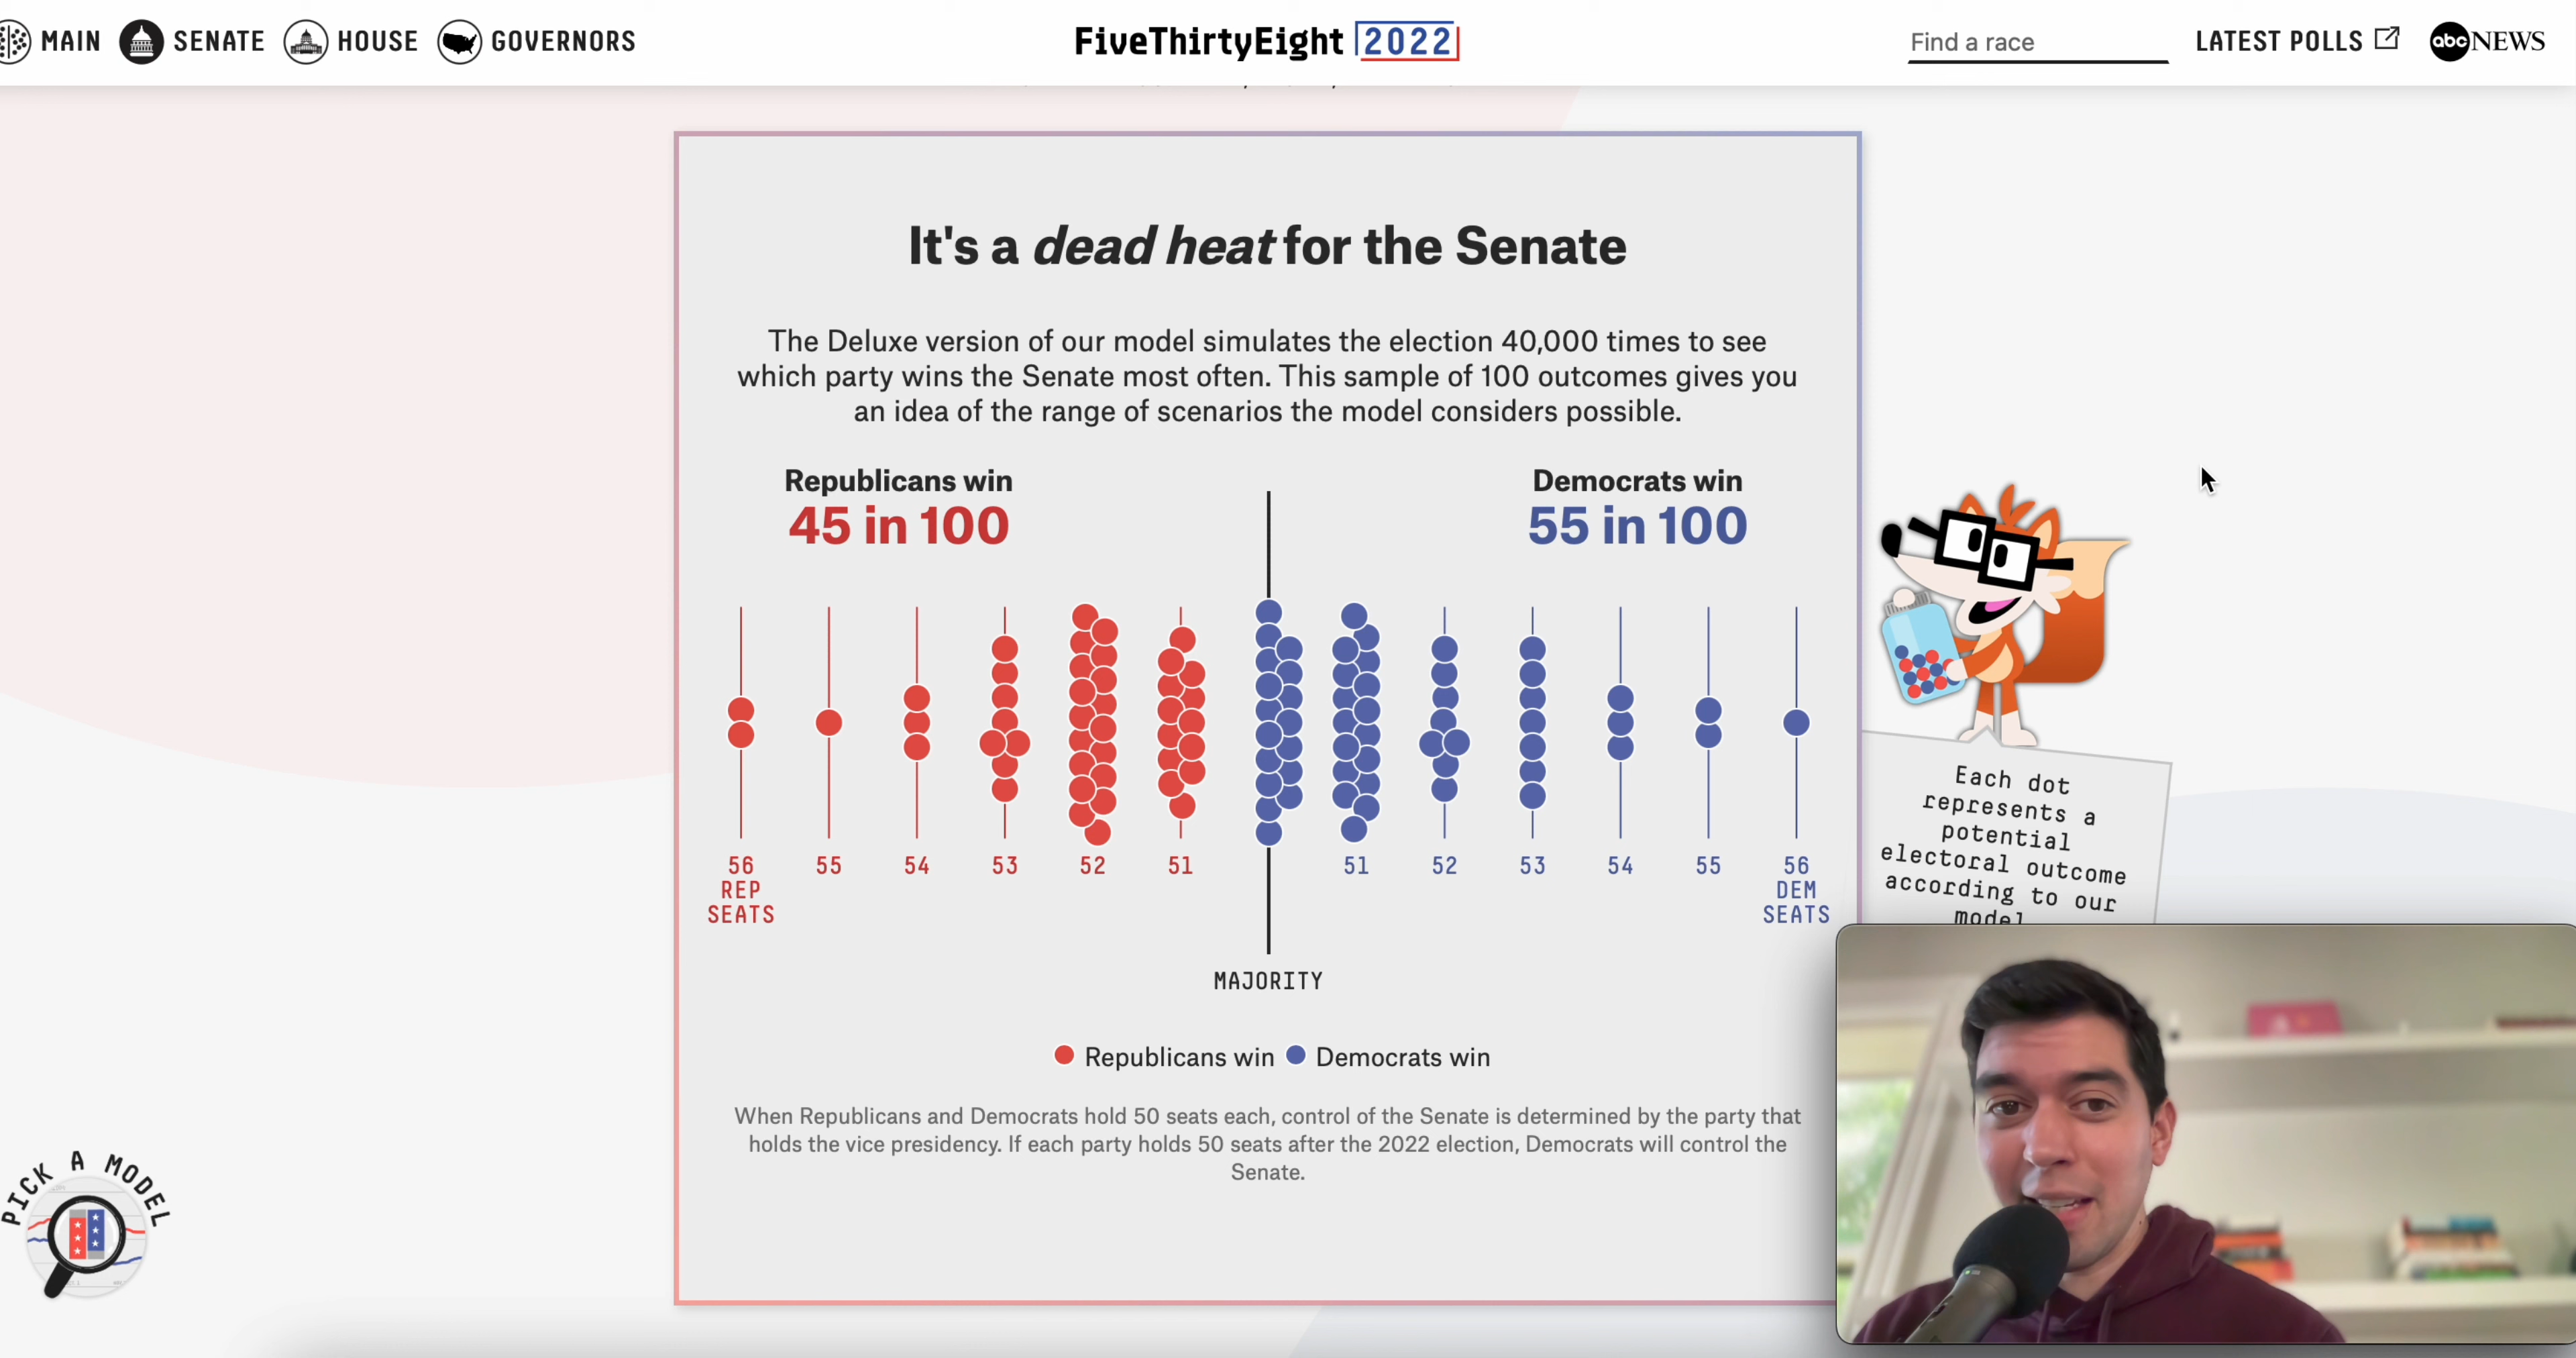 MAIN SENATE HOUSE GOVERNORS FiveThirtyEight 2022 Find a race LATEST POLLS abc NEWS
It's a dead heat for the Senate
The Deluxe version of our model simulates the election 40,000 times to see
which party wins the Senate most often. This sample of 100 outcomes gives you
an idea of the range of scenarios the model considers possible.
Republicans win
45 in 100
Democrats win
55 in 100
56 55 54 53 52 51 51 52 53 54 55 56
REP
SEATS
DEM
SEATS
MAJORITY
Republicans win Democrats win
When Republicans and Democrats hold 50 seats each, control of the Senate is determined by the party that
holds the vice presidency. If each party holds 50 seats after the 2022 election, Democrats will control the
Senate.
Each dot
represents a
potential
electoral outcome
according to our
model
PICK A MODEL